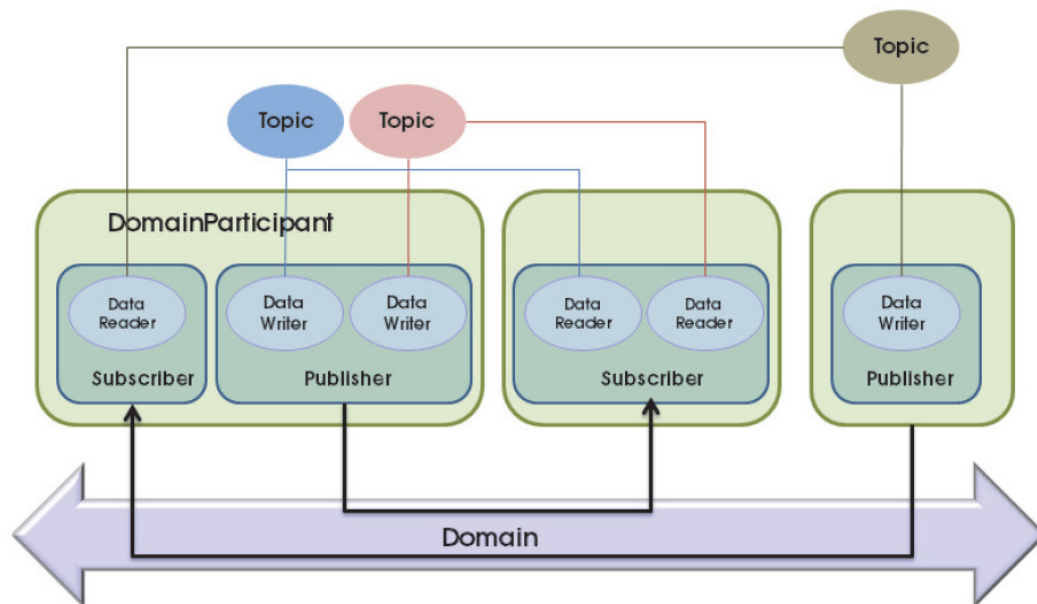 Topic
Topic
Topic
DomainParticipant
Data
Reader
Subscriber
Data
Writer
Data
Writer
Publisher
Data
Reader
Data
Reader
Subscriber
Data
Writer
Publisher
Domain